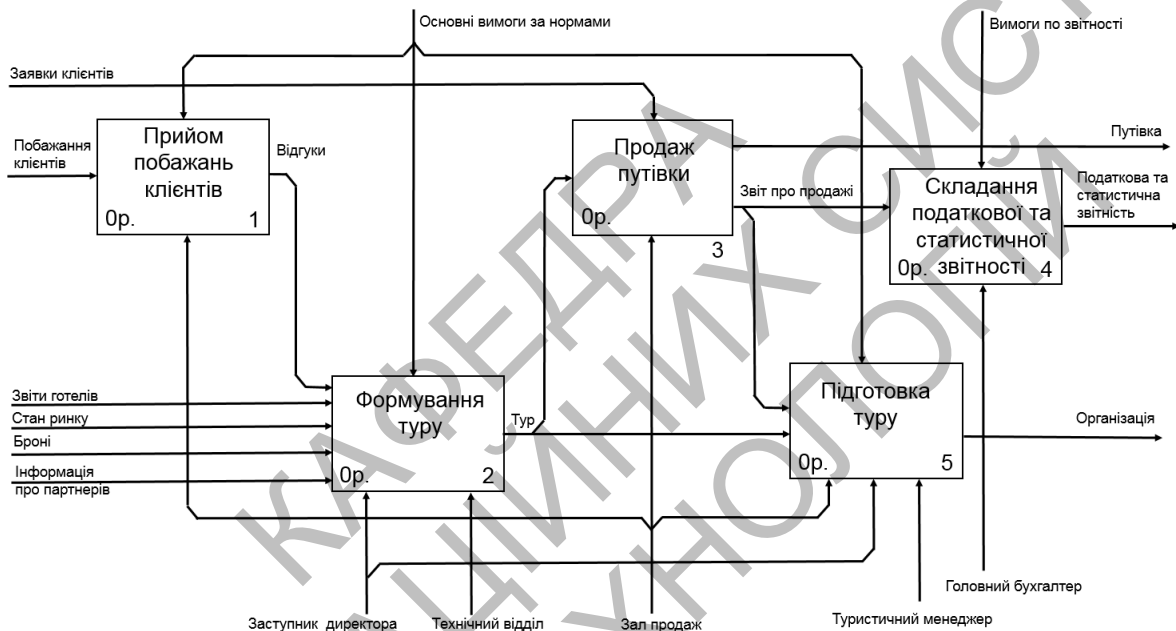 Основні вимоги за нормами
Вимоги по звітності
Заявки клієнтів
Побажання
клієнтів
Прийом
побажань
клієнтів
0р. 1
Відгуки
Продаж
путівки
0р.
3
Путівка
Звіт про продажі
Складання
податкової та
статистичної
звітності
0р. 4
Податкова та
статистична
звітність
Звіти готелів
Стан ринку
Броні
Інформація
про партнерів
Формування
туру
0р. 2
Тур
Підготовка
туру
0р. 5
Організація
Головний бухгалтер
Заступник директора
Технічний відділ
Зал продаж
Туристичний менеджер
КАФЕДРА